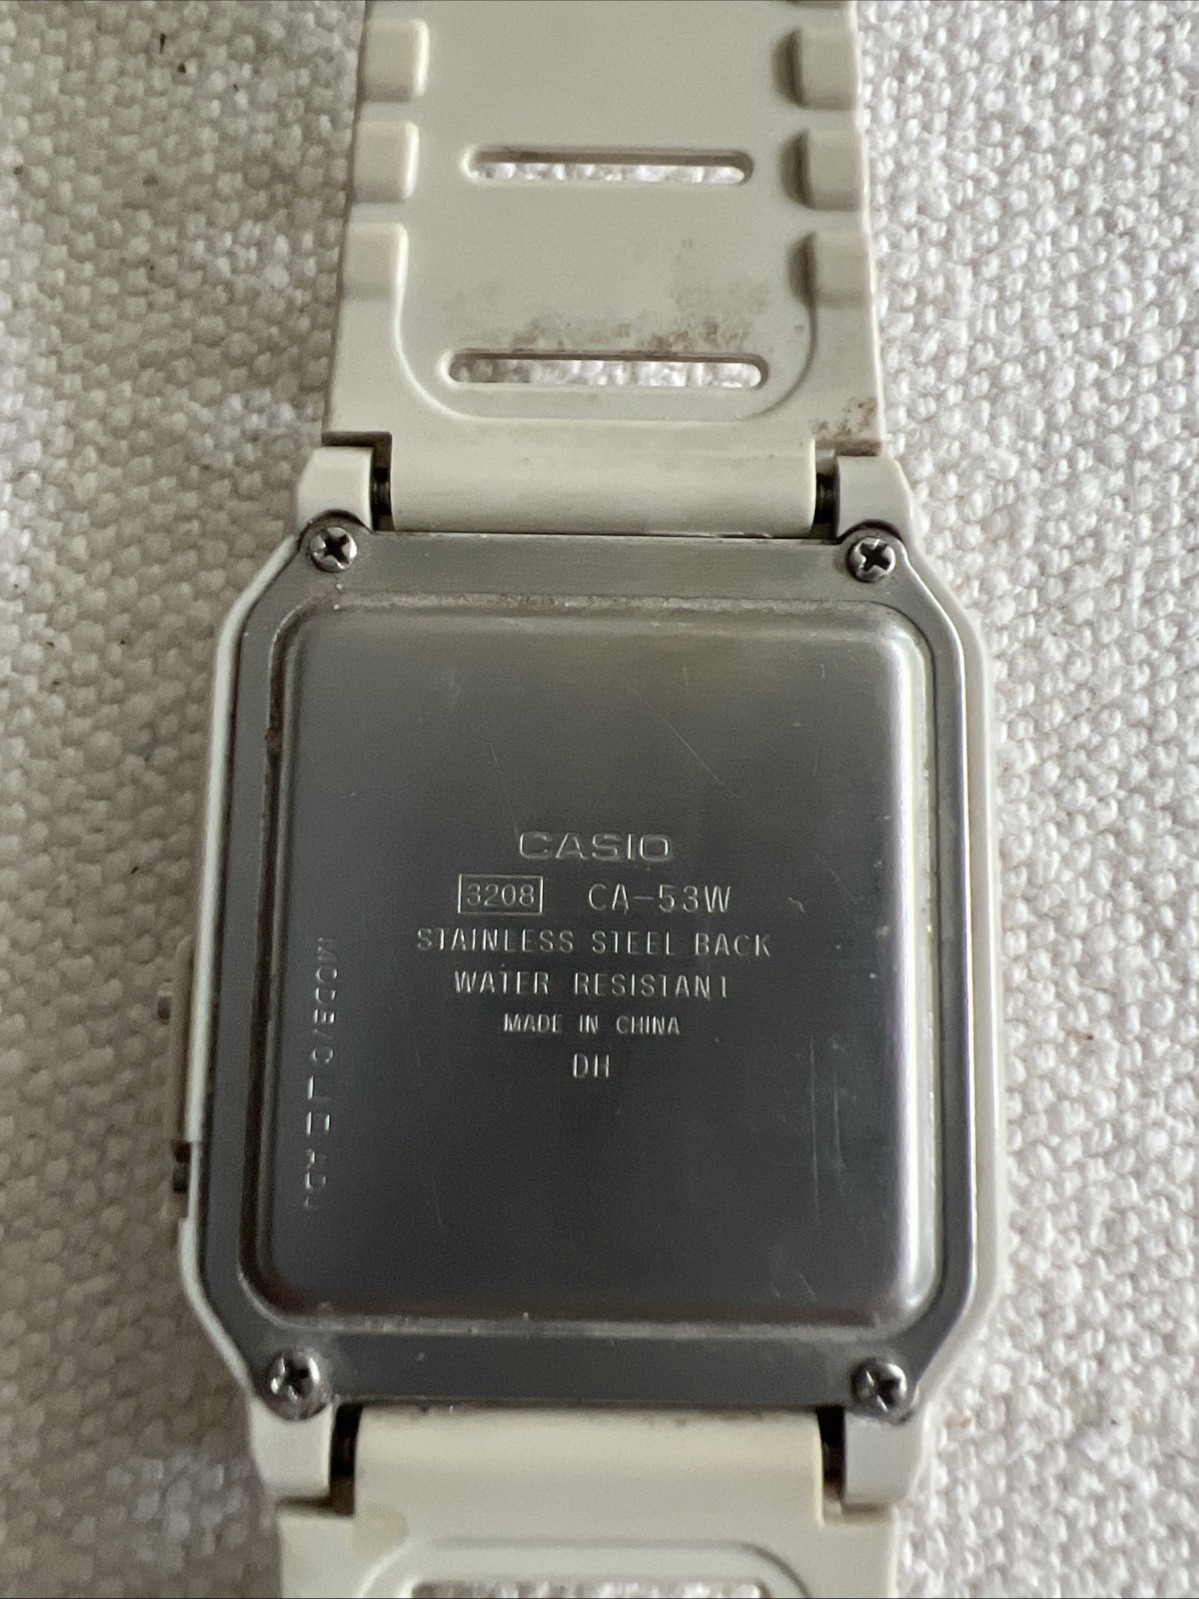 CASIO
3208 CA-53W
STAINLESS STEEL BACK
WATER RESISTANT
MADE IN CHINA
DH